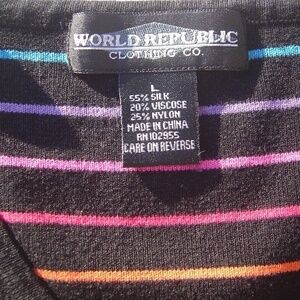 WORLD REPUBLIC
CLOTHING CO.
L
55% SILK
20% VISCOSE
25% NYLON
MADE IN CHINA
RN102955
CARE ON REVERSE